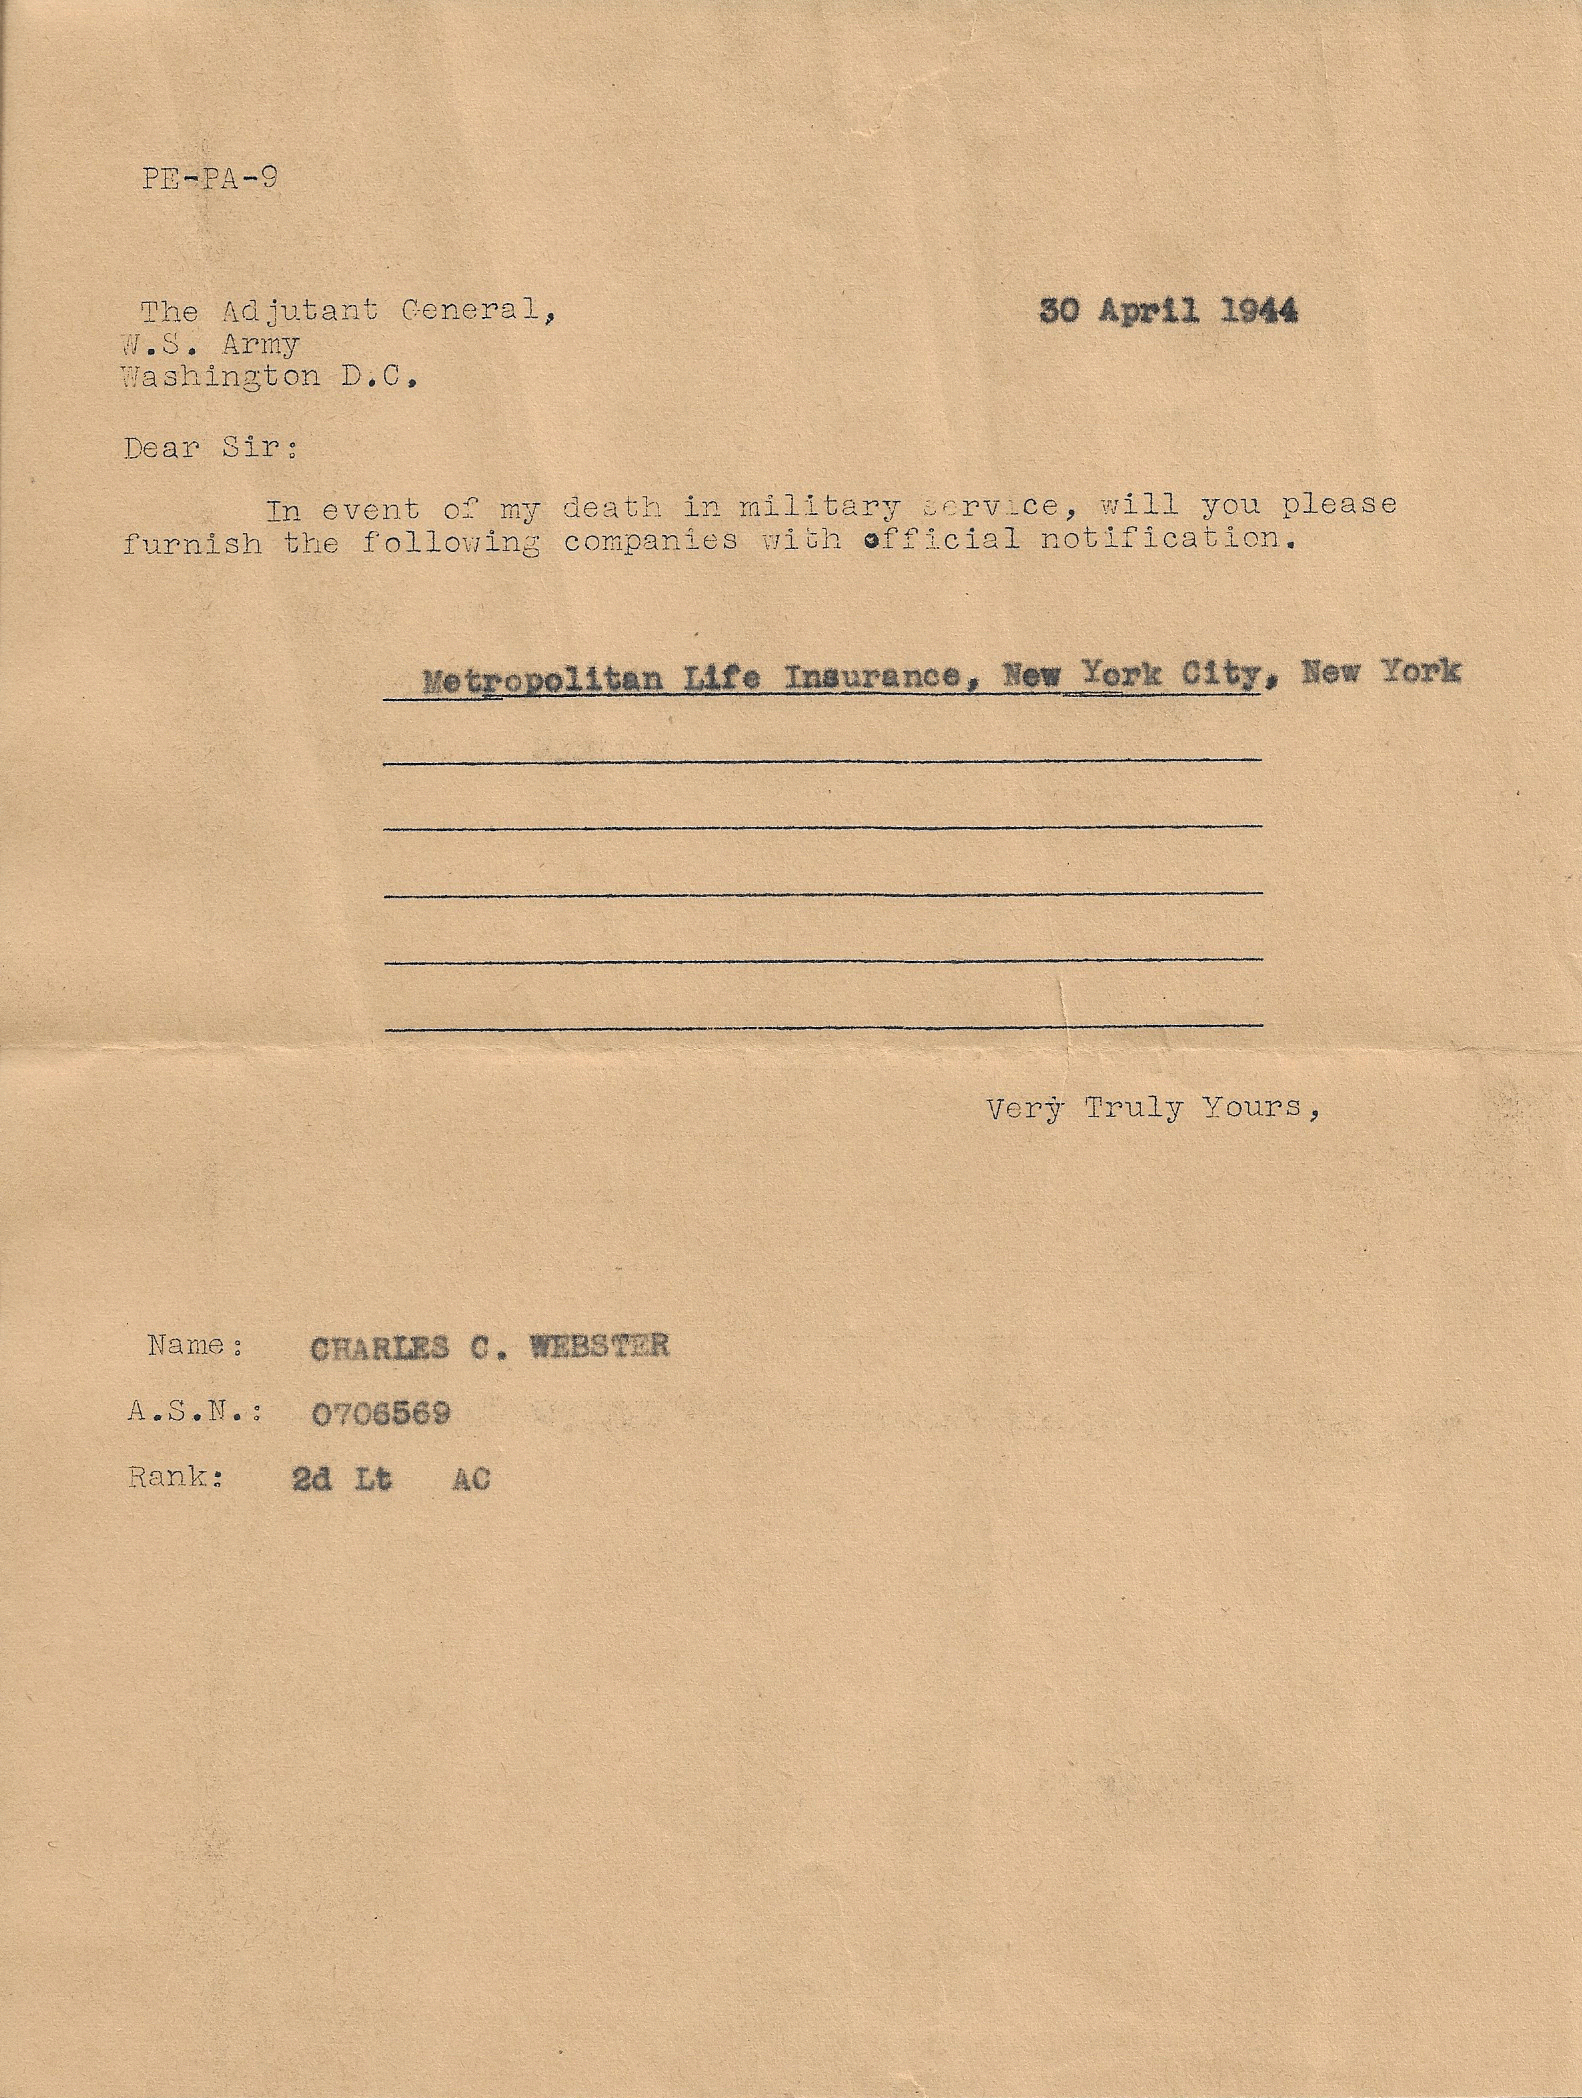 PE-PA-9
The Adjutant General,
30 April 1944
W.S. Army
Washington D.C.
Dear Sir:
In event of my death in military service, will you please
furnish the following companies with official notification.
Metropolitan Life Insurance, New York City, New York
Very Truly Yours,
Name: CHARLES C. WEBSTER
A.S.N.: 0706569
Rank: 2d Lt AC